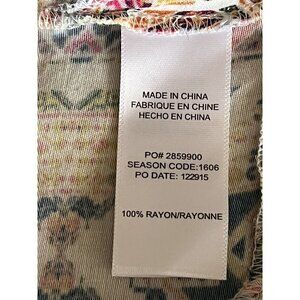 MADE IN CHINA
FABRIQUE EN CHINE
HECHO EN CHINA
PO# 2859900
SEASON CODE:1606
PO DATE: 122915
100% RAYON/RAYONNE